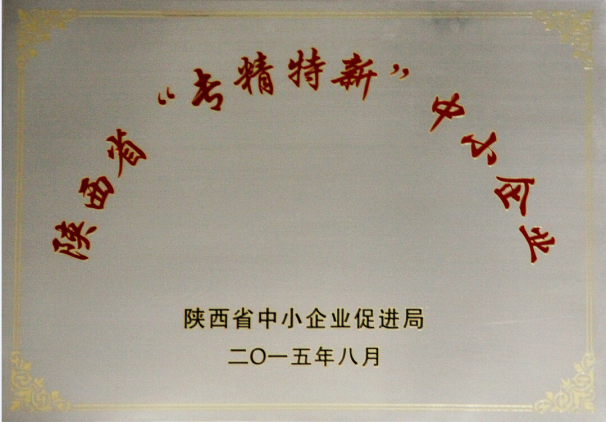 陕西省“专精特新”中小企业
陕西省中小企业促进局
二〇一五年八月